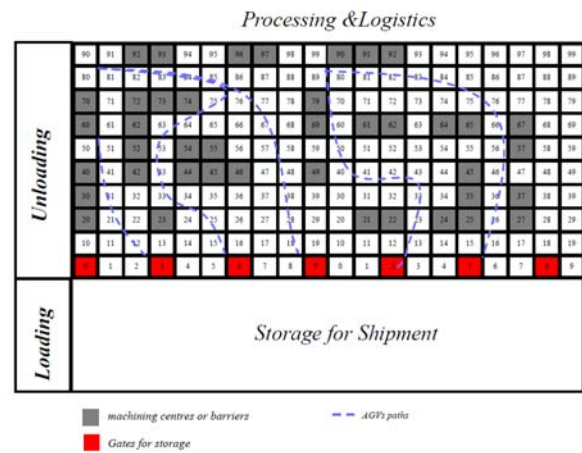 Processing &Logistics
90 91 92 93 94 95 96 97 98 99 90 91 92 93 94 95 96 97 98 99
80 81 82 83 84 85 86 87 88 89 80 81 82 83 84 85 86 87 88 89
70 71 72 73 74 75 76 77 78 79 70 71 72 73 74 75 76 77 78 79
60 61 62 63 64 65 66 67 68 69 60 61 62 63 64 65 66 67 68 69
50 51 52 53 54 55 56 57 58 59 50 51 52 53 54 55 56 57 58 59
40 41 42 43 44 45 46 47 48 49 40 41 42 43 44 45 46 47 48 49
30 31 32 33 34 35 36 37 38 39 30 31 32 33 34 35 36 37 38 39
20 21 22 23 24 25 26 27 28 29 20 21 22 23 24 25 26 27 28 29
10 11 12 13 14 15 16 17 18 19 10 11 12 13 14 15 16 17 18 19
0 1 2 3 4 5 6 7 8 9 0 1 2 3 4 5 6 7 8 9
Unloading
Loading
Storage for Shipment
machining centres or barriers
AGVs paths
Gates for storage